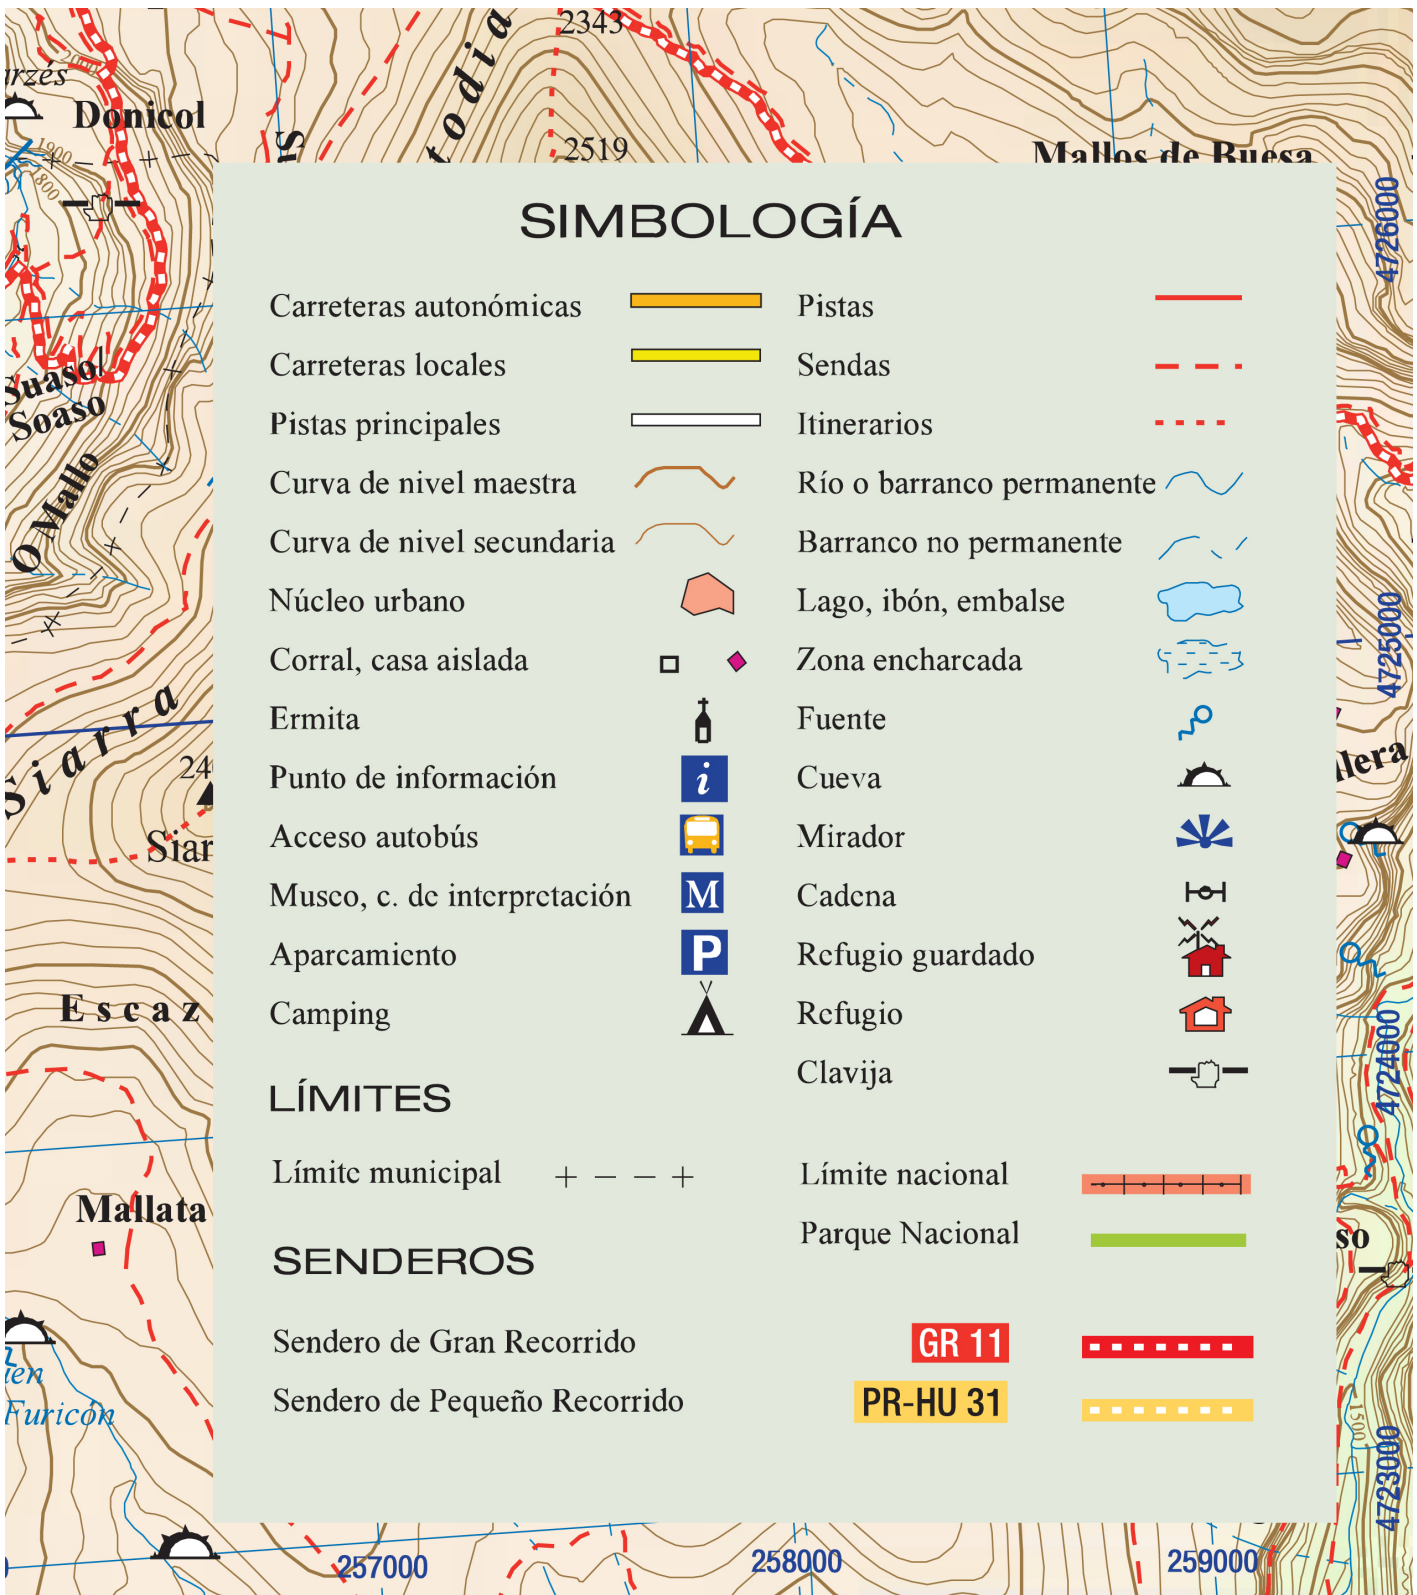 2343
Donicol
1900
1800
2519
Mallos de Buesa
4726000
SIMBOLOGÍA
Carreteras autonómicas
Pistas
Carreteras locales
Sendas
Pistas principales
Itinerarios
Curva de nivel maestra
Río o barranco permanente
Curva de nivel secundaria
Barranco no permanente
Núcleo urbano
Lago, ibón, embalse
Corral, casa aislada
Zona encharcada
Ermita
Fuente
Punto de información
i
Cueva
Acceso autobús
Mirador
Museo, c. de interpretación
M
Cadena
Aparcamiento
P
Refugio guardado
Camping
Refugio
Clavija
LÍMITES
Límite municipal
Límite nacional
Parque Nacional
SENDEROS
Sendero de Gran Recorrido
GR 11
Sendero de Pequeño Recorrido
PR-HU 31
Suaso/
Soaso
O Mallo
Siarra
Siar
Escaz
Mallata
Furicón
4725000
4724000
1500
4723000
257000
258000
259000